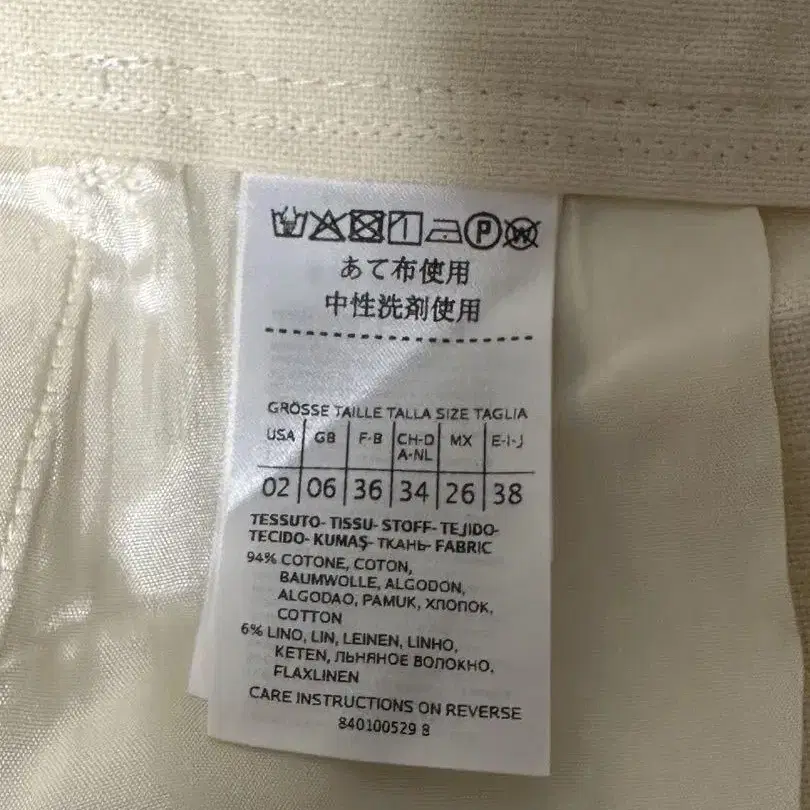 P W
あて布使用
中性洗剤使用
GRÖSSE TAILLE TALLA SIZE TAGLIA
USA GB F-B CH-D A-NL MX E-I-J
02 06 36 34 26 38
TESSUTO- TISSU- STOFF- TEJIDO-
TECIDO- KUMAŞ- ТКАНЬ- FABRIC
94% COTONE, COTON,
BAUMWOLLE, ALGODON,
ALGODAO, PAMUK, ХЛОПОК,
COTTON
6% LINO, LIN, LEINEN, LINHO,
KETEN, ЛЬНЯНОЕ ВОЛОКНО,
FLAXLINEN
CARE INSTRUCTIONS ON REVERSE
840100529 8